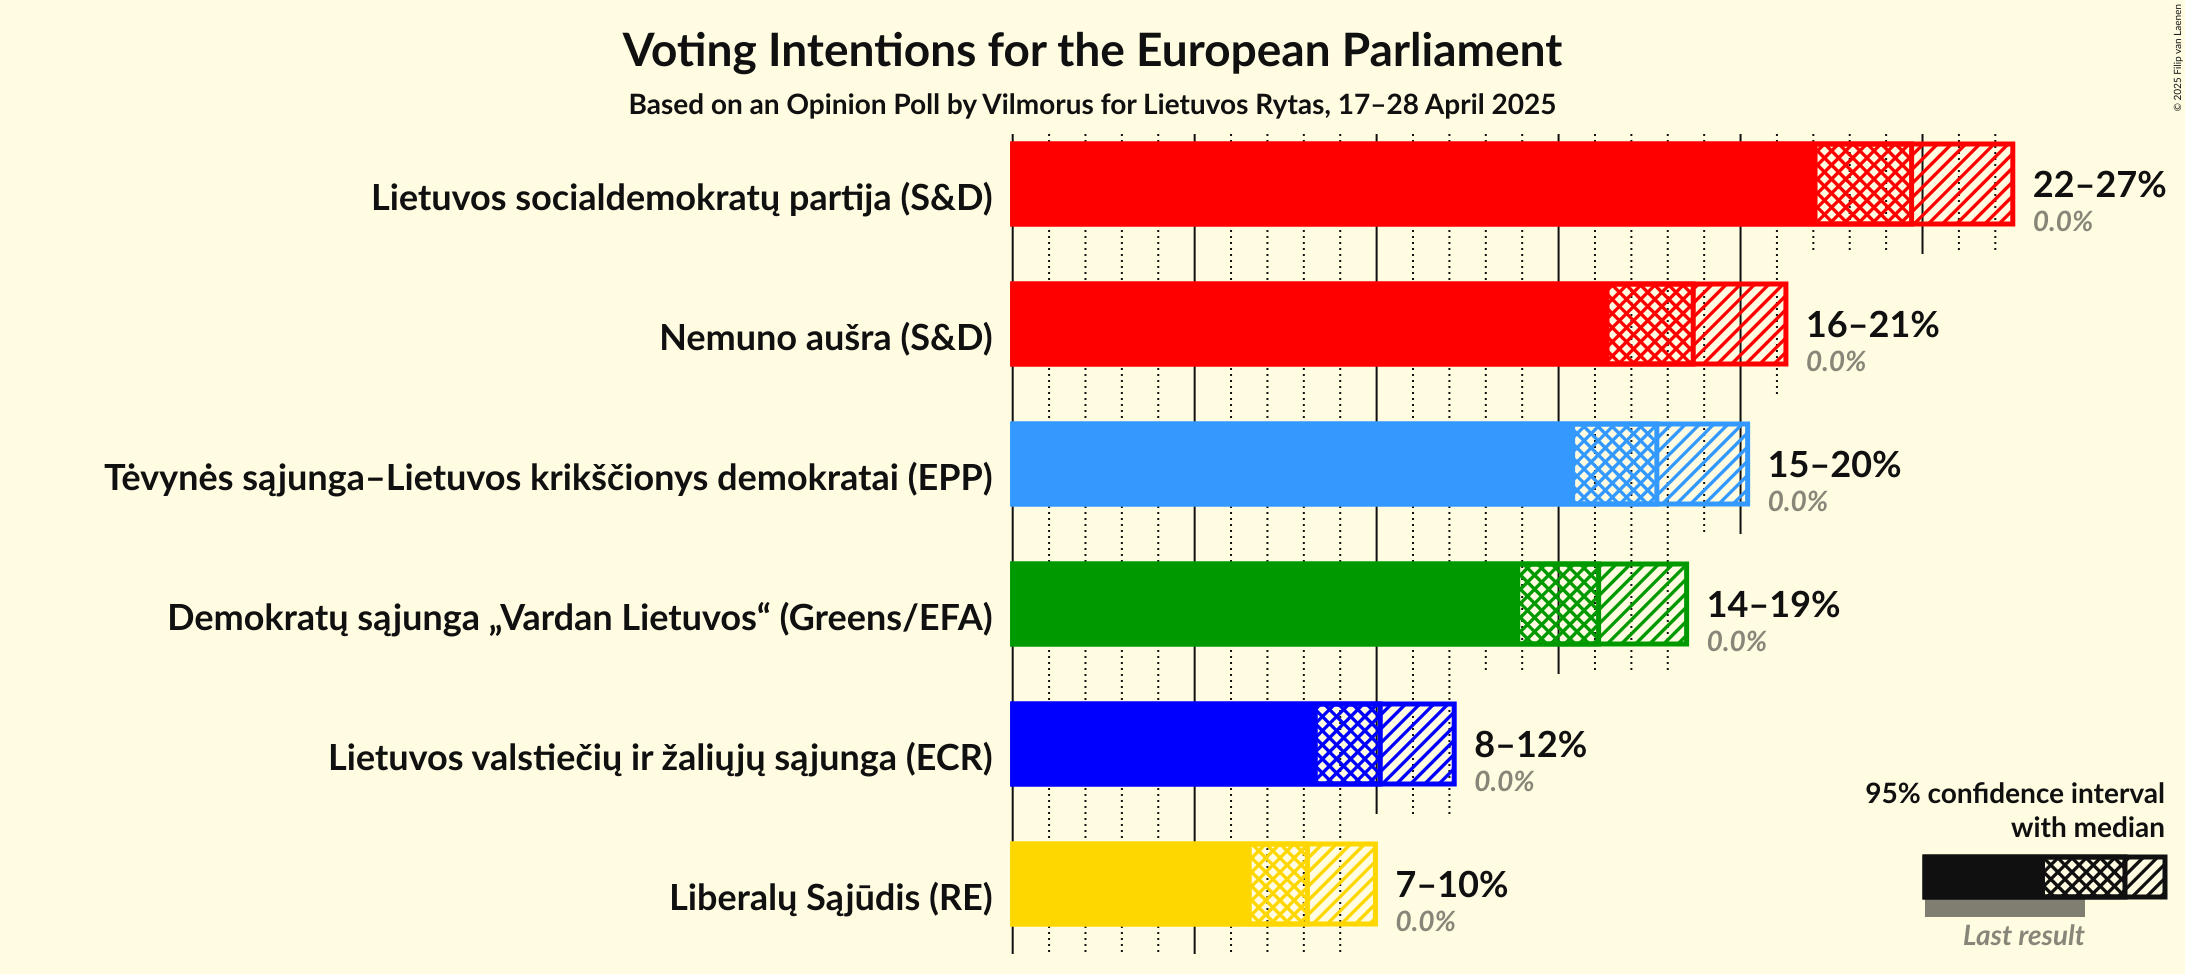 Voting Intentions for the European Parliament
Based on an Opinion Poll by Vilmorus for Lietuvos Rytas, 17–28 April 2025
© 2025 Filip van Laenen
Lietuvos socialdemokratų partija (S&D)
22–27%
0.0%
Nemuno aušra (S&D)
16–21%
0.0%
Tėvynės sąjunga–Lietuvos krikščionys demokratai (EPP)
15–20%
0.0%
Demokratų sąjunga „Vardan Lietuvos“ (Greens/EFA)
14–19%
0.0%
Lietuvos valstiečių ir žaliųjų sąjunga (ECR)
8–12%
0.0%
Liberalų Sąjūdis (RE)
7–10%
0.0%
95% confidence interval
with median
Last result